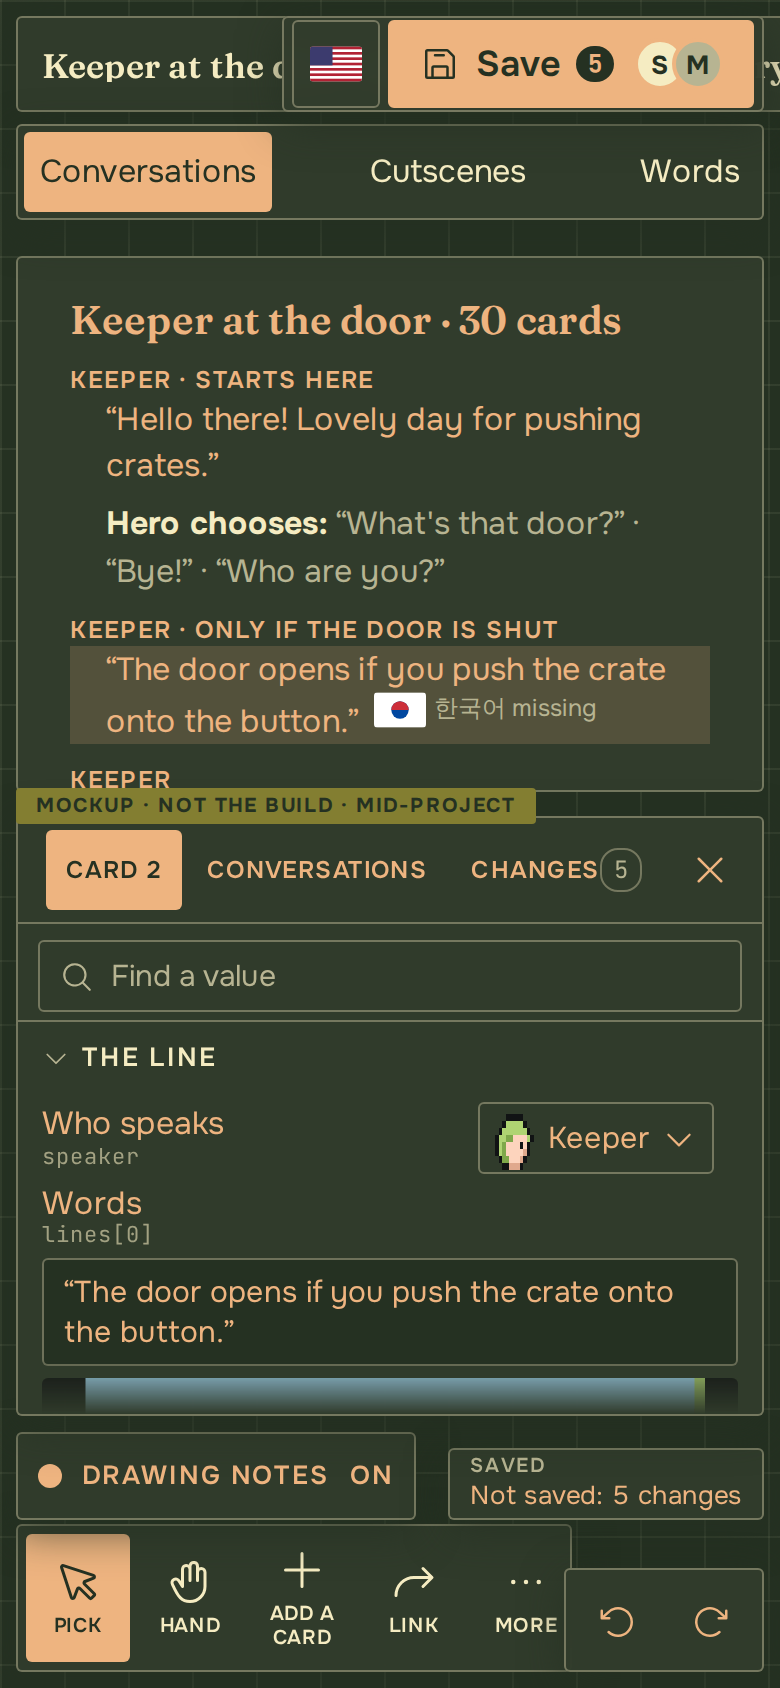 Keeper at the
Save 5 S M
Conversations Cutscenes Words
Keeper at the door · 30 cards
KEEPER · STARTS HERE
“Hello there! Lovely day for pushing
crates.”
Hero chooses: “What's that door?” ·
“Bye!” · “Who are you?”
KEEPER · ONLY IF THE DOOR IS SHUT
“The door opens if you push the crate
onto the button.” 한국어 missing
KEEPER
MOCKUP · NOT THE BUILD · MID-PROJECT
CARD 2 CONVERSATIONS CHANGES 5
Find a value
THE LINE
Who speaks
speaker
Keeper
Words
lines[0]
“The door opens if you push the crate onto
the button.”
DRAWING NOTES ON
SAVED
Not saved: 5 changes
PICK HAND ADD A CARD LINK MORE